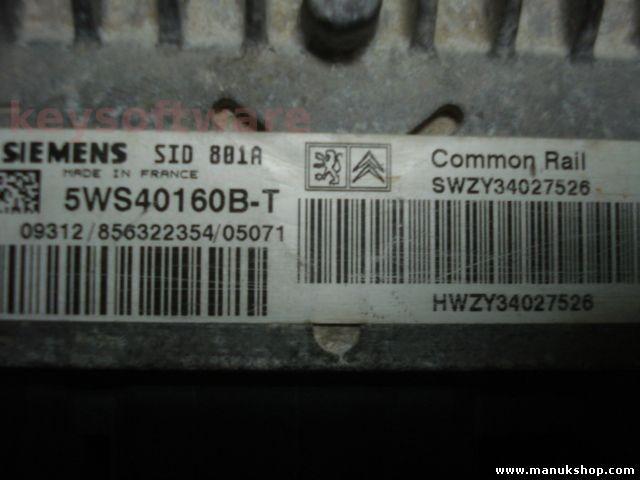 keysoftware
SIEMENS SID 801A
MADE IN FRANCE
5WS40160B-T
09312/856322354/05071
Common Rail
SWZY34027526
HWZY34027526
www.manukshop.com